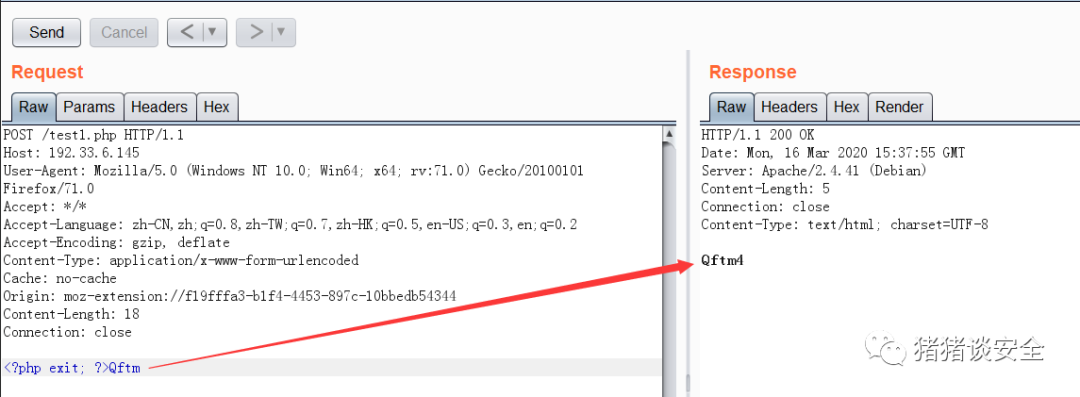 Send Cancel < >
Request
Raw Params Headers Hex
POST /test1.php HTTP/1.1
Host: 192.33.6.145
User-Agent: Mozilla/5.0 (Windows NT 10.0; Win64; x64; rv:71.0) Gecko/20100101
Firefox/71.0
Accept: */*
Accept-Language: zh-CN,zh;q=0.8,zh-TW;q=0.7,zh-HK;q=0.5,en-US;q=0.3,en;q=0.2
Accept-Encoding: gzip, deflate
Content-Type: application/x-www-form-urlencoded
Cache: no-cache
Origin: moz-extension://f19fffa3-b1f4-4453-897c-10bbedb54344
Content-Length: 18
Connection: close
<?php exit; ?>Qftm
Response
Raw Headers Hex Render
HTTP/1.1 200 OK
Date: Mon, 16 Mar 2020 15:37:55 GMT
Server: Apache/2.4.41 (Debian)
Content-Length: 5
Connection: close
Content-Type: text/html; charset=UTF-8
Qftm4
猪猪谈安全